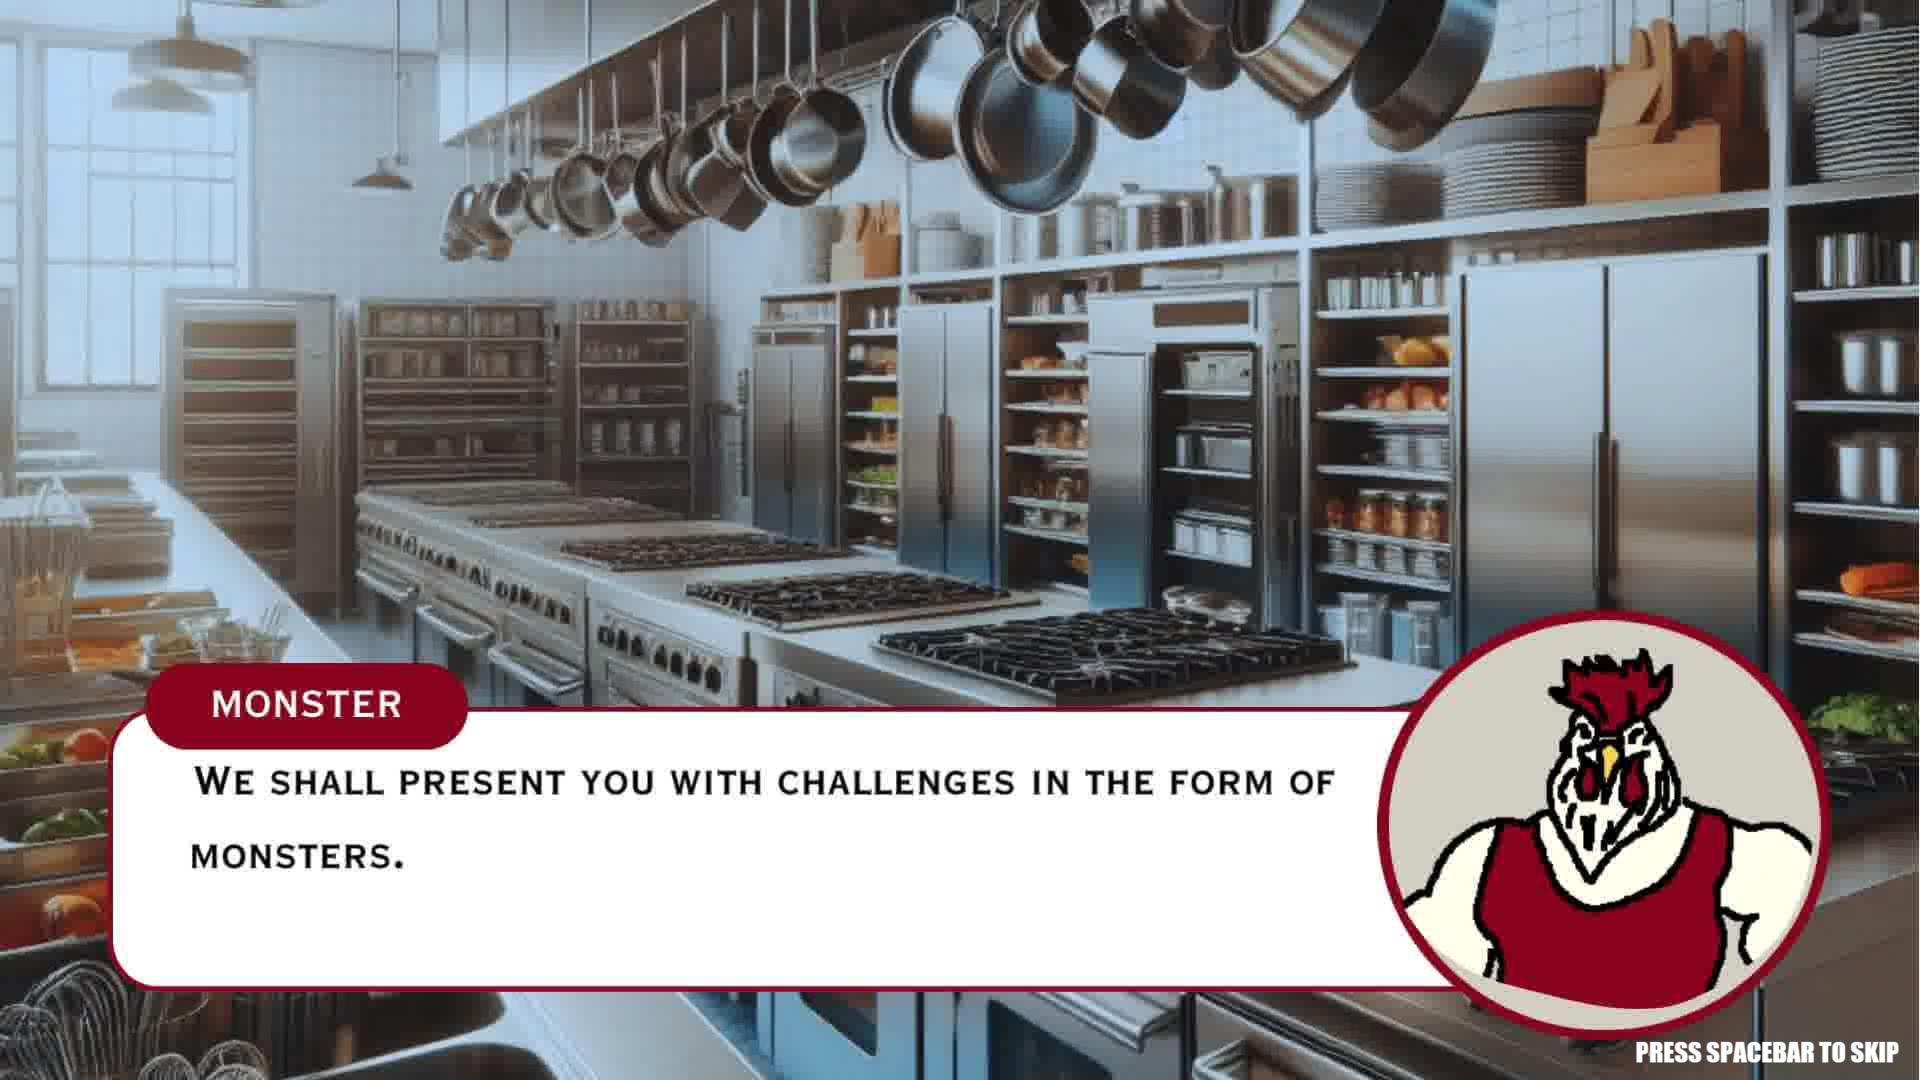 MONSTER
WE SHALL PRESENT YOU WITH CHALLENGES IN THE FORM OF
MONSTERS.
PRESS SPACEBAR TO SKIP